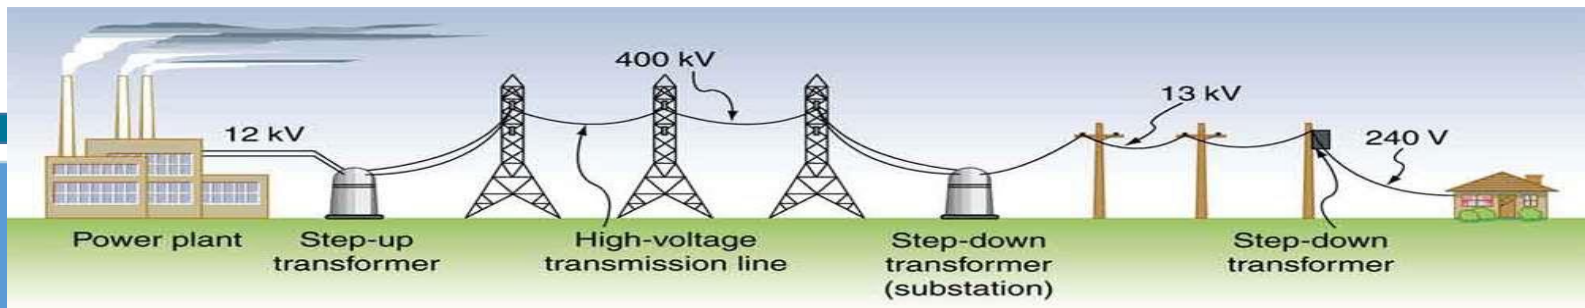 400 kV
13 kV
12 kV
240 V
Power plant
Step-up
transformer
High-voltage
transmission line
Step-down
transformer
(substation)
Step-down
transformer